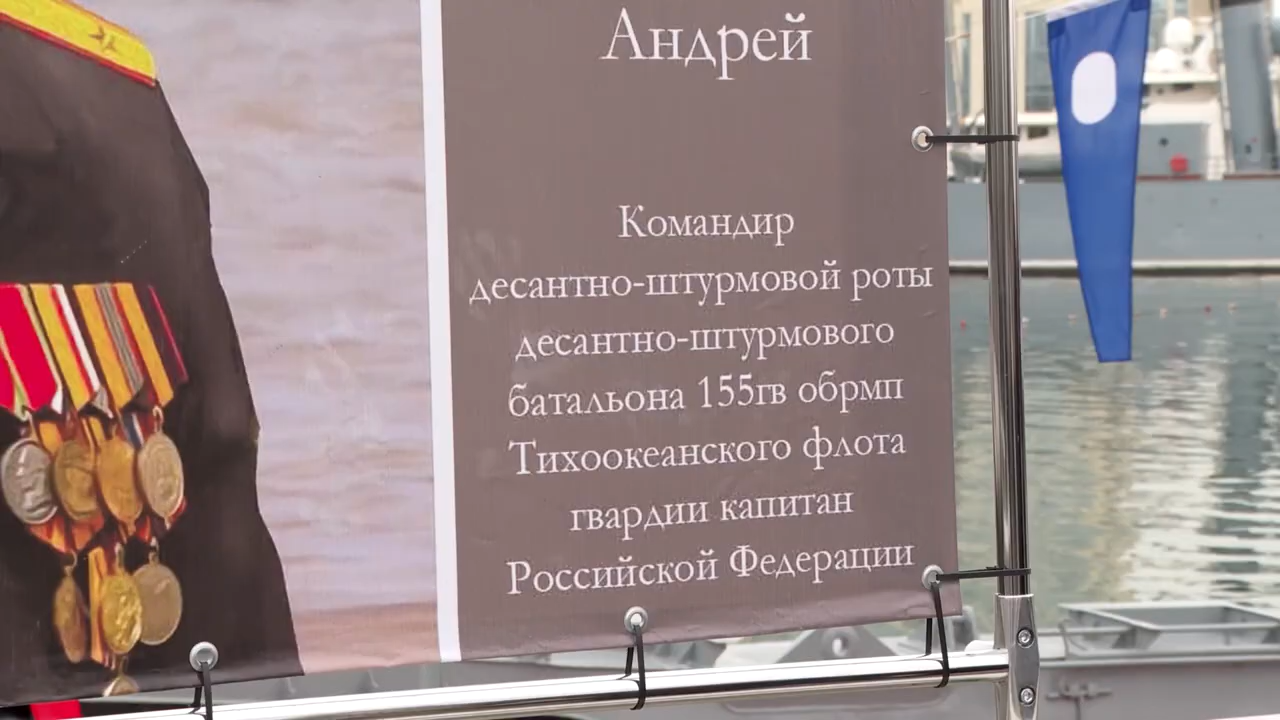 Андрей
Командир
десантно-штурмовой роты
десантно-штурмового
батальона 155гв обрмп
Тихоокеанского флота
гвардии капитан
Российской Федерации